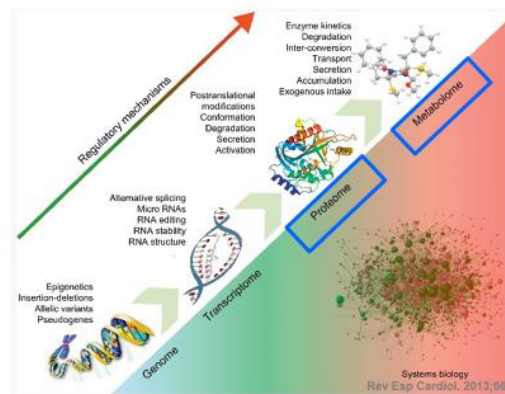 Enzyme kinetics
Degradation
Inter-conversion
Transport
Secretion
Accumulation
Exogenous intake
Metabolome
Regulatory mechanisms
Postranslational
modifications
Conformation
Degradation
Secretion
Activation
Proteome
Alternative splicing
Micro RNAs
RNA editing
RNA stability
RNA structure
Transcriptome
Epigonetics
Insertion-deletions
Allelic variants
Pseudogenes
Genome
Systems biology
Rev Esp Cardiol. 2013;66